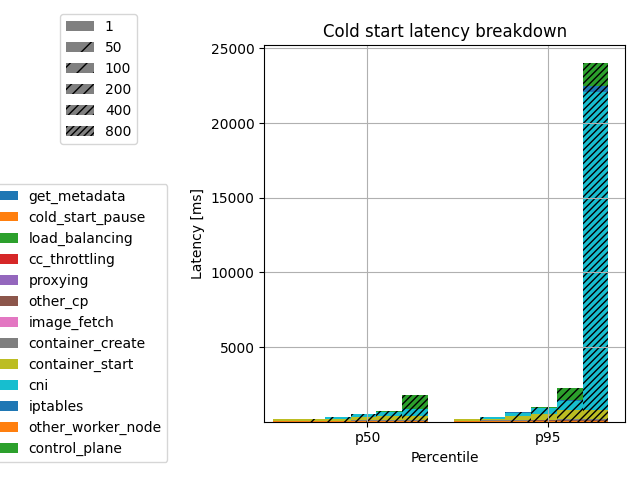 1
50
100
200
400
800
get_metadata
cold_start_pause
load_balancing
cc_throttling
proxying
other_cp
image_fetch
container_create
container_start
cni
iptables
other_worker_node
control_plane
Cold start latency breakdown
Latency [ms]
25000
20000
15000
10000
5000
p50 p95
Percentile